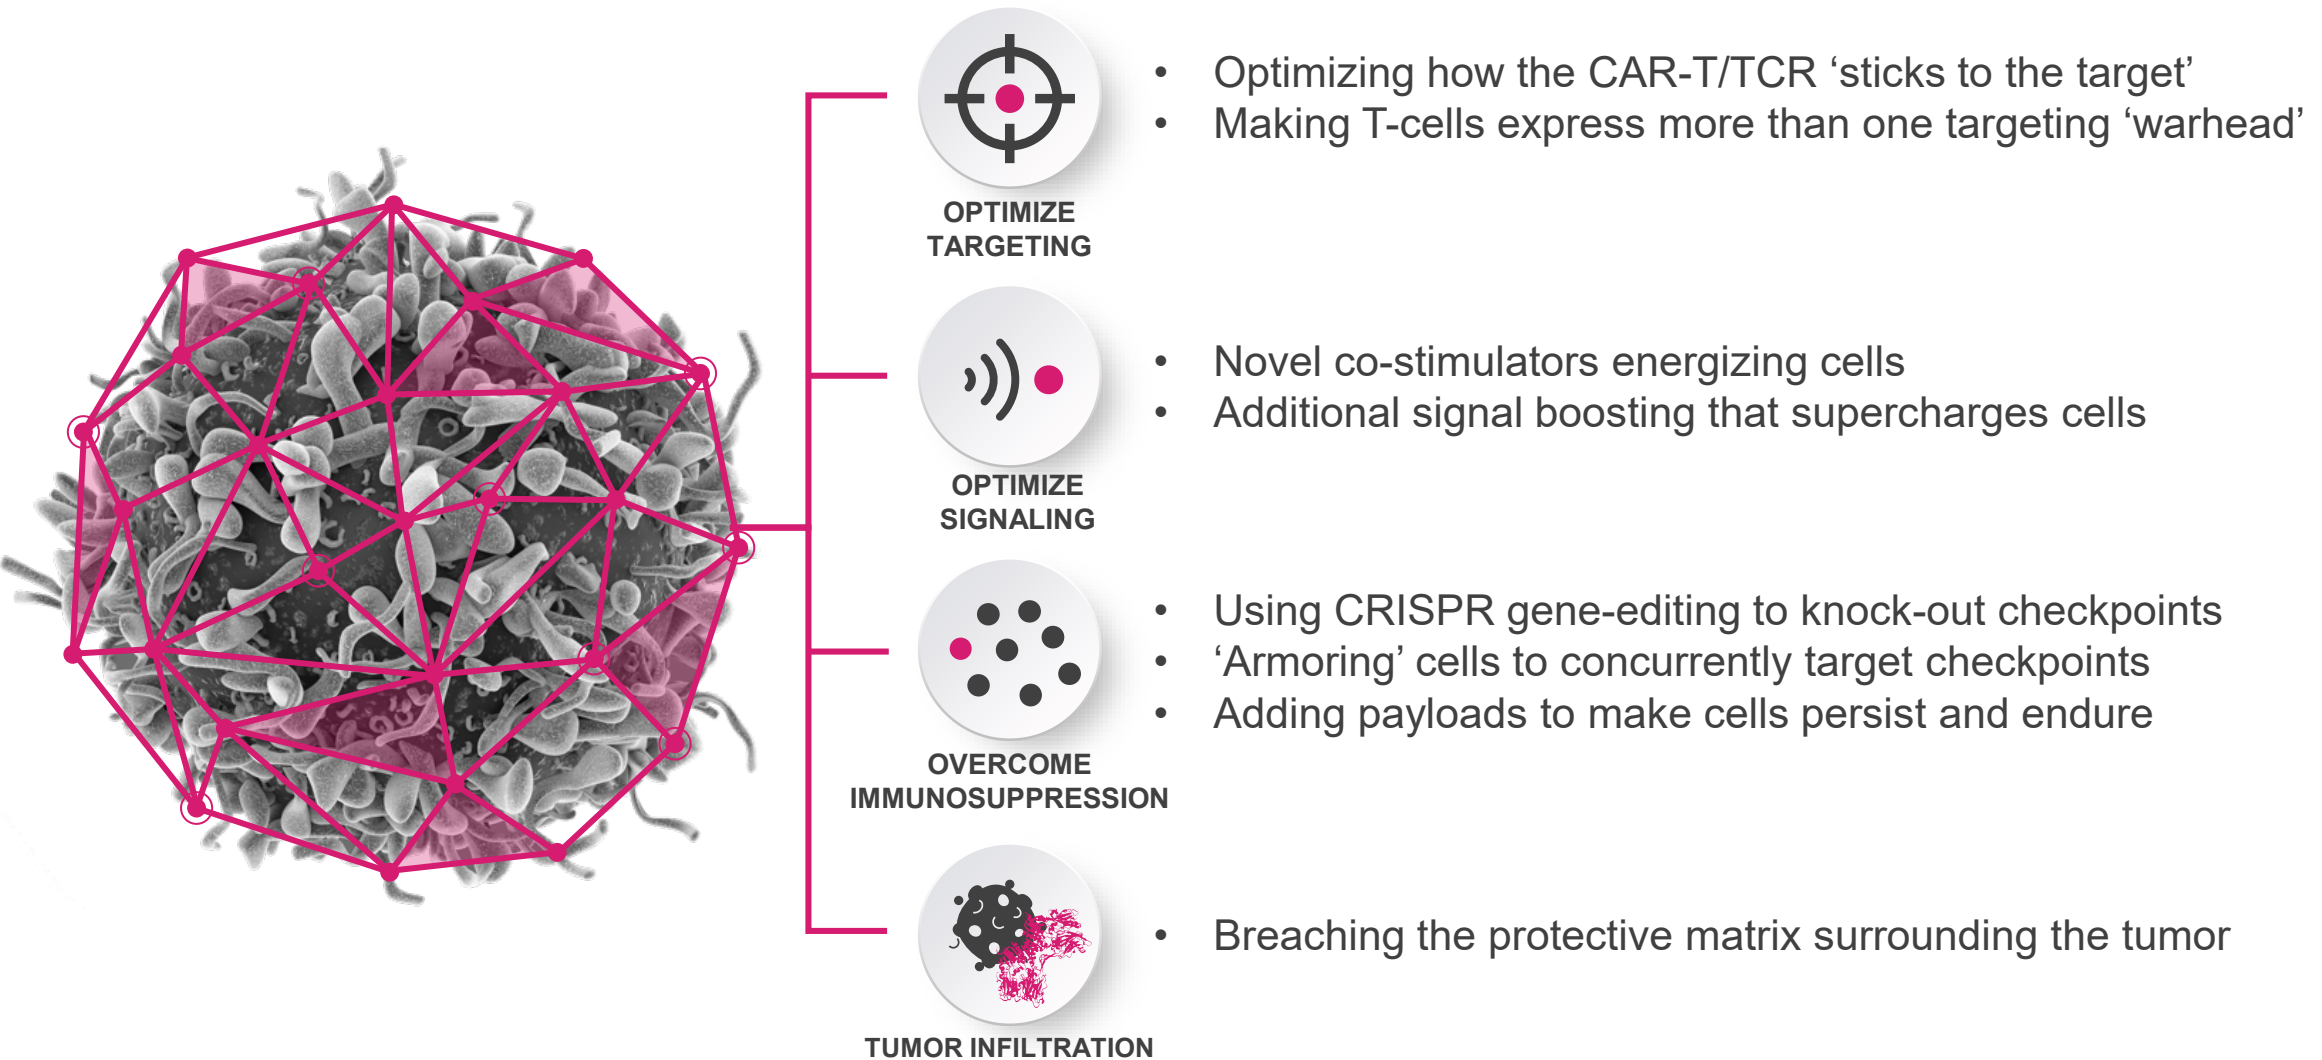 • Optimizing how the CAR-T/TCR ‘sticks to the target’
• Making T-cells express more than one targeting ‘warhead’
OPTIMIZE
TARGETING
• Novel co-stimulators energizing cells
• Additional signal boosting that supercharges cells
OPTIMIZE
SIGNALING
• Using CRISPR gene-editing to knock-out checkpoints
• ‘Armoring’ cells to concurrently target checkpoints
• Adding payloads to make cells persist and endure
OVERCOME
IMMUNOSUPPRESSION
• Breaching the protective matrix surrounding the tumor
TUMOR INFILTRATION